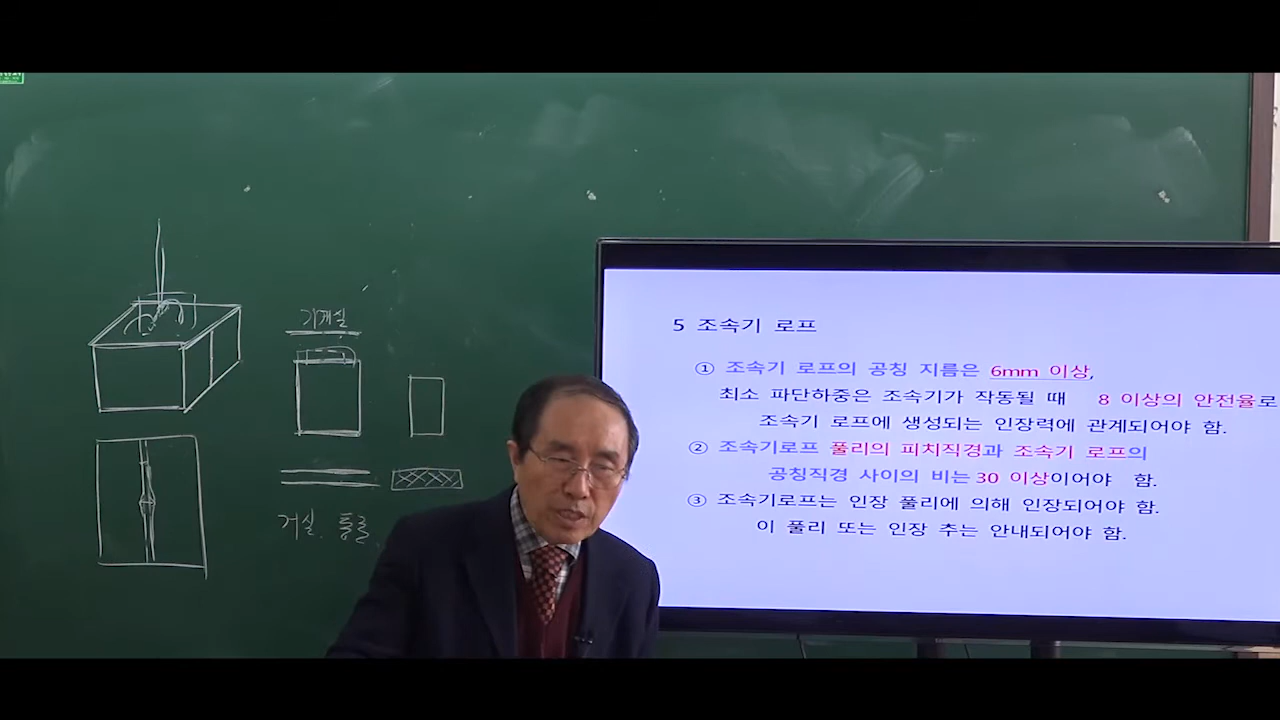 기계실
거실. 통로.
5 조속기 로프
① 조속기 로프의 공칭 지름은 6mm 이상,
최소 파단하중은 조속기가 작동될 때 8 이상의 안전율로
조속기 로프에 생성되는 인장력에 관계되어야 함.
② 조속기로프 풀리의 피치직경과 조속기 로프의
공칭직경 사이의 비는 30 이상이어야 함.
③ 조속기로프는 인장 풀리에 의해 인장되어야 함.
이 풀리 또는 인장 추는 안내되어야 함.